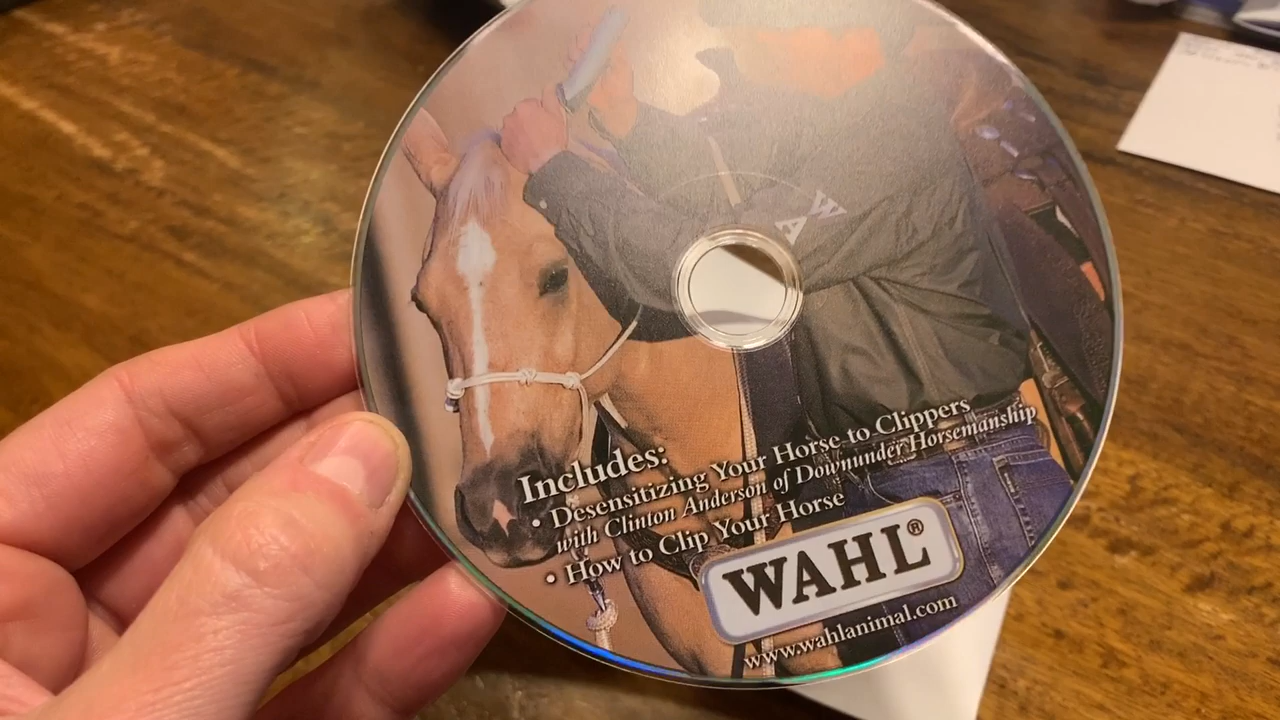 WA
Includes:
• Desensitizing Your Horse to Clippers
with Clinton Anderson of Downunder Horsemanship
• How to Clip Your Horse
WAHL®
www.wahlanimal.com